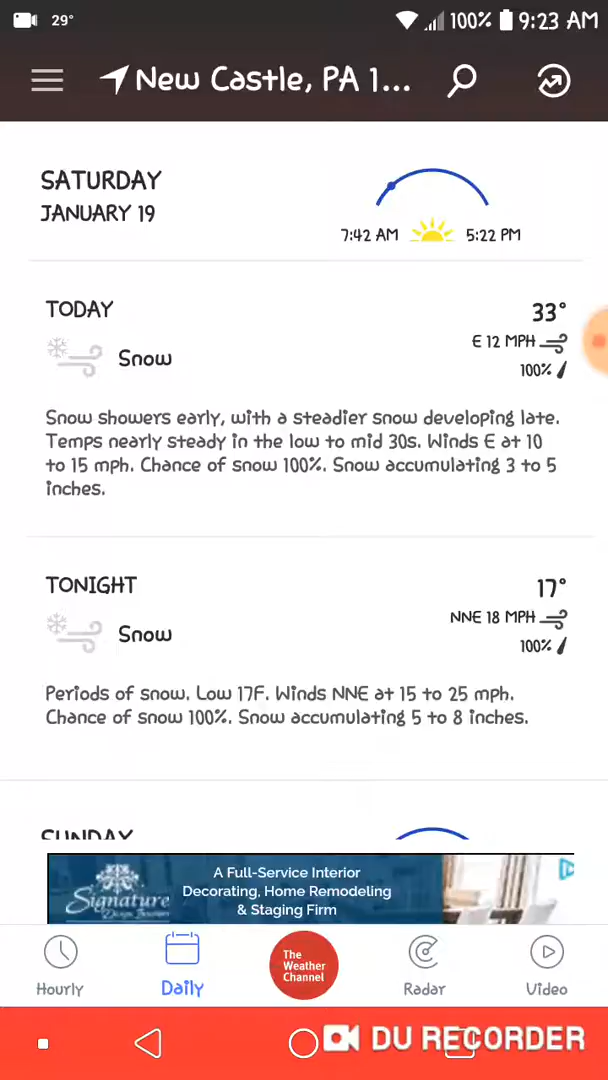 29° 100% 9:23 AM
New Castle, PA 1...
SATURDAY
JANUARY 19
7:42 AM 5:22 PM
TODAY 33°
E 12 MPH
Snow
100%
Snow showers early, with a steadier snow developing late.
Temps nearly steady in the low to mid 30s. Winds E at 10
to 15 mph. Chance of snow 100%. Snow accumulating 3 to 5
inches.
TONIGHT 17°
NNE 18 MPH
Snow
100%
Periods of snow. Low 17F. Winds NNE at 15 to 25 mph.
Chance of snow 100%. Snow accumulating 5 to 8 inches.
SUNDAY
A Full-Service Interior
Decorating, Home Remodeling
& Staging Firm
Signature
The
Weather
Channel
Hourly Daily Radar Video
DU RECORDER